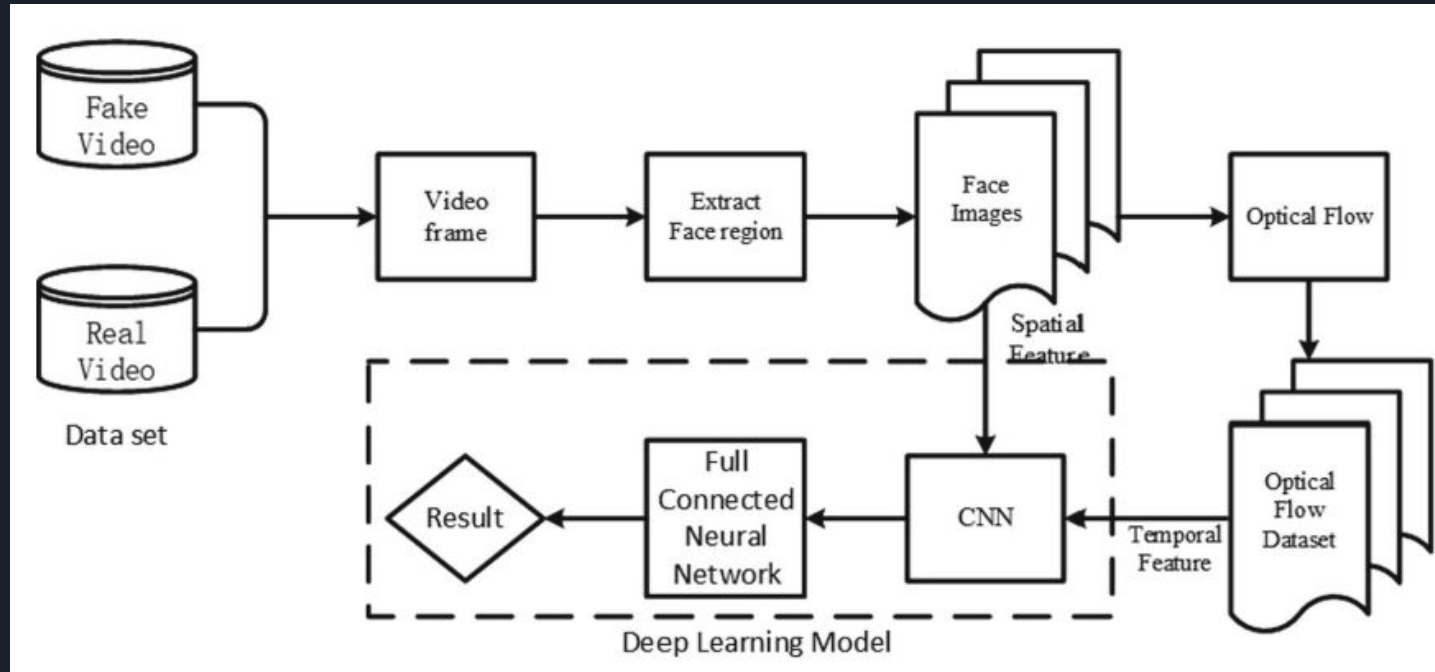 Fake
Video
Real
Video
Data set
Video
frame
Extract
Face region
Face
Images
Optical Flow
Spatial
Feature
Optical
Flow
Dataset
Temporal
Feature
CNN
Full
Connected
Neural
Network
Result
Deep Learning Model